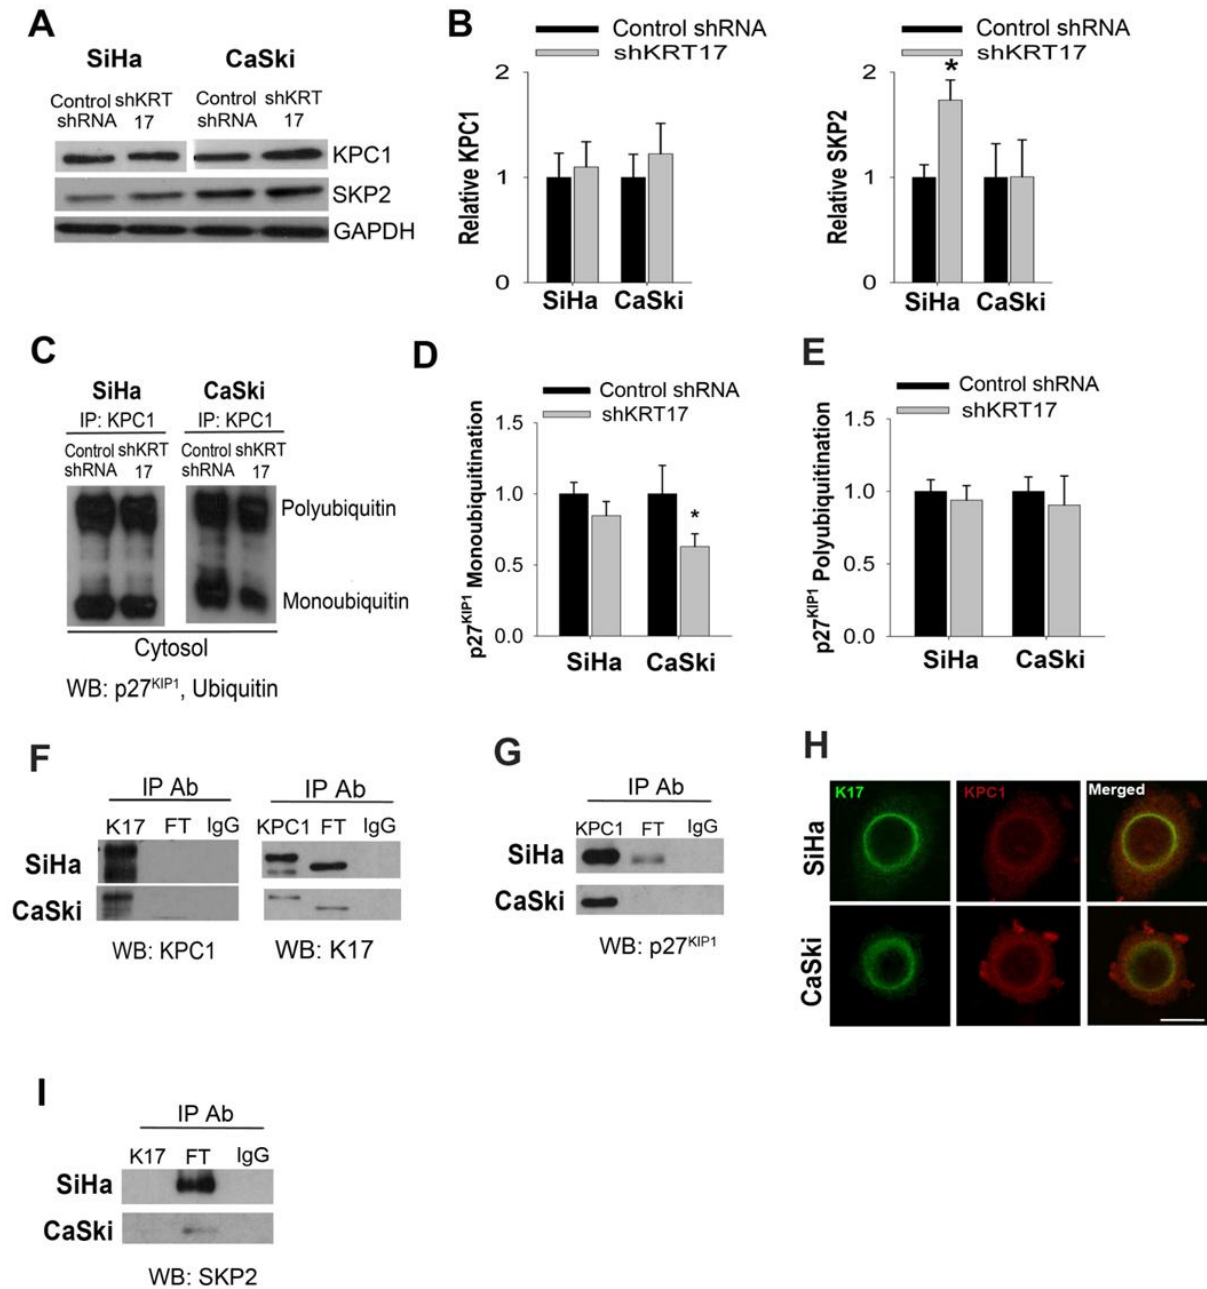 A
SiHa CaSki
Control shKRT Control shKRT
shRNA 17 shRNA 17
KPC1
SKP2
GAPDH
B
Control shRNA
shKRT17
2
1
0
Relative KPC1
SiHa CaSki
Control shRNA
shKRT17
*
2
1
0
Relative SKP2
SiHa CaSki
C
SiHa CaSki
IP: KPC1 IP: KPC1
Control shKRT Control shKRT
shRNA 17 shRNA 17
Polyubiquitin
Monoubiquitin
Cytosol
WB: p27KIP1, Ubiquitin
D
Control shRNA
shKRT17
1.5
1.0
0.5
0.0
*
p27KIP1 Monoubiquitination
SiHa CaSki
E
Control shRNA
shKRT17
1.5
1.0
0.5
0.0
p27KIP1 Polyubiquitination
SiHa CaSki
F
IP Ab IP Ab
K17 FT IgG KPC1 FT IgG
SiHa
CaSki
WB: KPC1 WB: K17
G
IP Ab
KPC1 FT IgG
SiHa
CaSki
WB: p27KIP1
H
K17 KPC1 Merged
SiHa
CaSki
I
IP Ab
K17 FT IgG
SiHa
CaSki
WB: SKP2